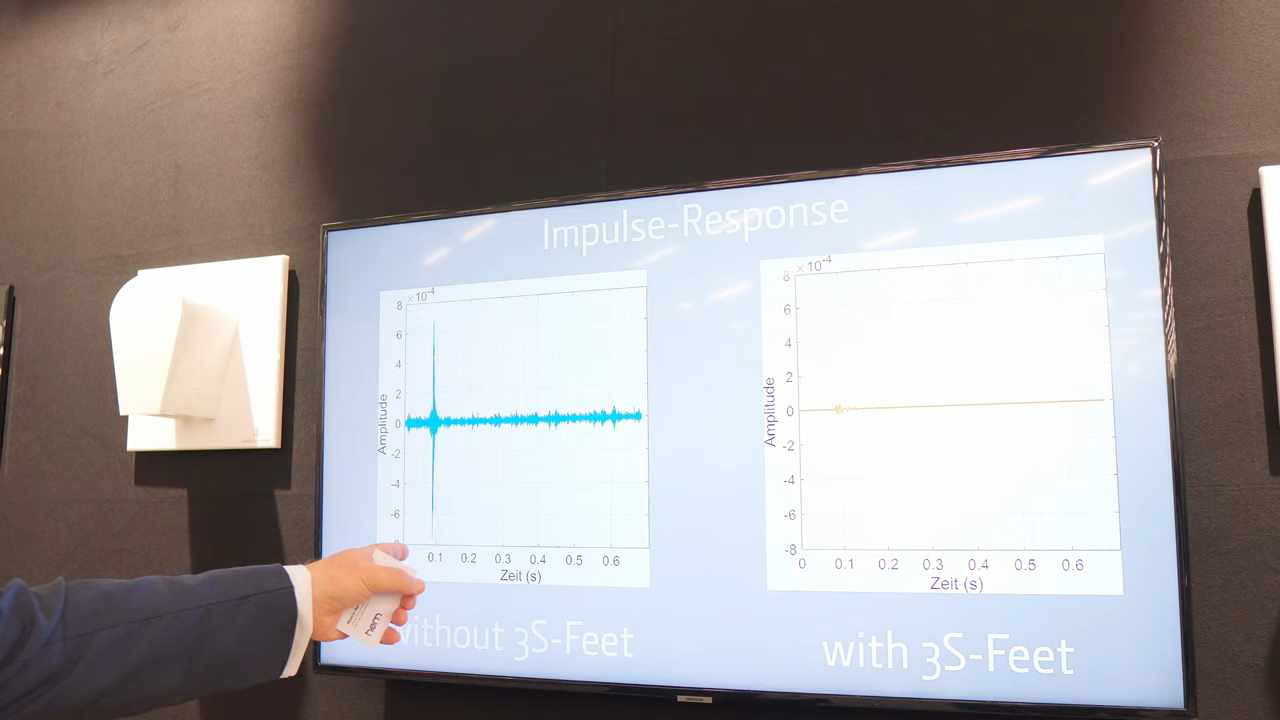 Impulse-Response
8 ×10⁻⁴
6
4
2
0
-2
-4
-6
Amplitude
0.1 0.2 0.3 0.4 0.5 0.6
Zeit (s)
8 ×10⁻⁴
6
4
2
0
-2
-4
-6
-8
Amplitude
0 0.1 0.2 0.3 0.4 0.5 0.6
Zeit (s)
without 3S-Feet
with 3S-Feet
hem